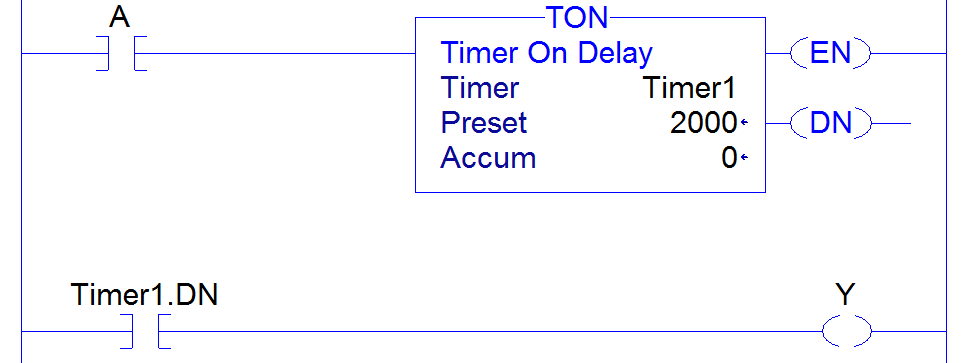 A
TON
Timer On Delay
EN
Timer Timer1
Preset 2000
DN
Accum 0
Timer1.DN
Y